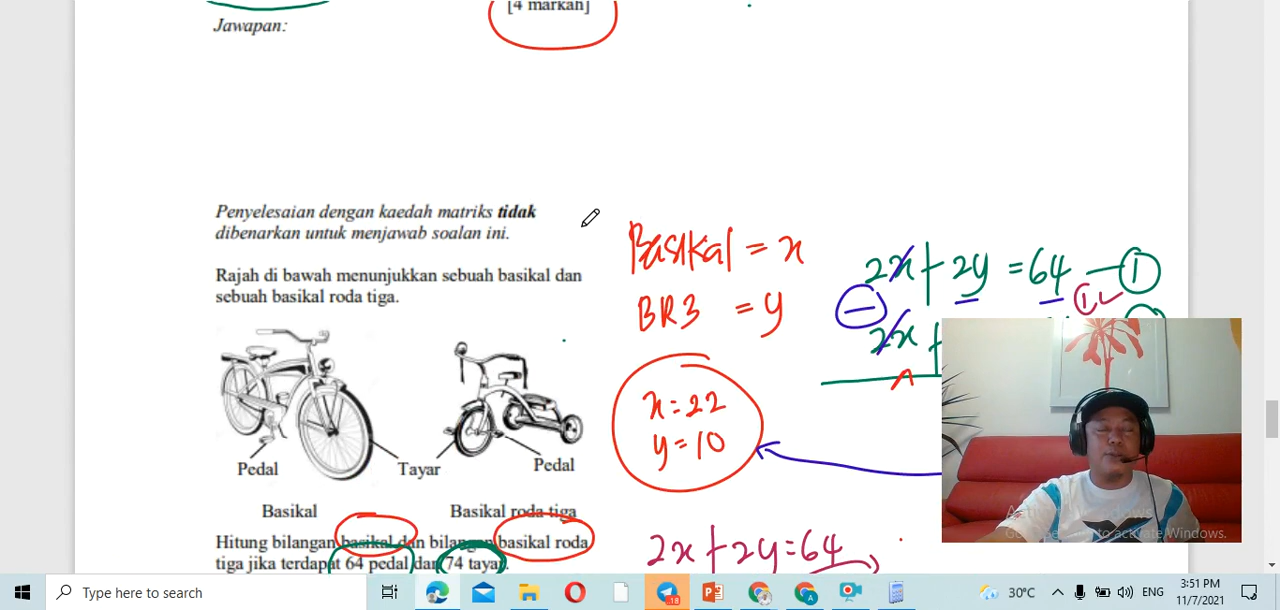 [4 markah]
Jawapan:
Penyelesaian dengan kaedah matriks tidak
dibenarkan untuk menjawab soalan ini.
Rajah di bawah menunjukkan sebuah basikal dan
sebuah basikal roda tiga.
Pedal
Tayar
Pedal
Basikal
Basikal roda tiga
Hitung bilangan basikal dan bilangan basikal roda
tiga jika terdapat 64 pedal dan 74 tayar.
Basikal = x
BR3 = y
x = 22
y = 10
2x + 2y = 64 — ①
①✓
2x +
2x + 2y = 64
Type here to search
18
30°C
ENG
3:51 PM
11/7/2021